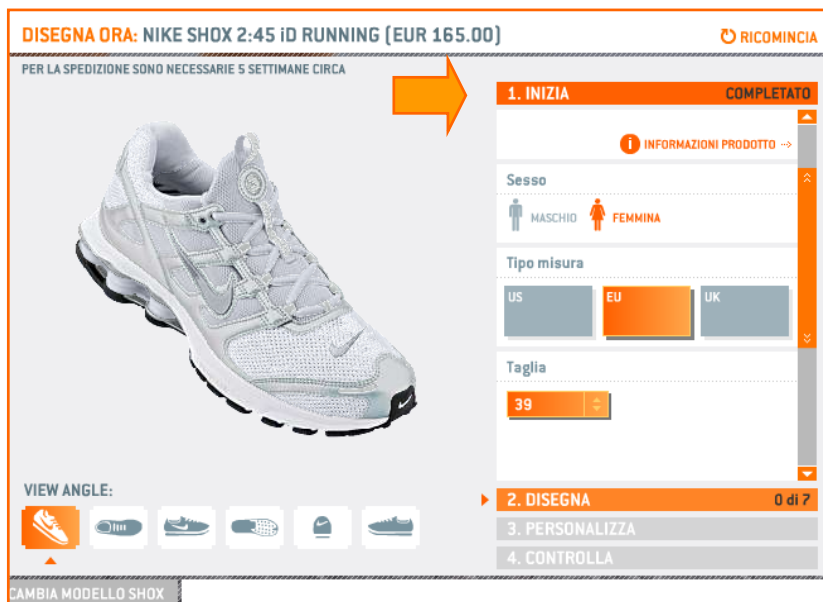 DISEGNA ORA: NIKE SHOX 2:45 iD RUNNING (EUR 165.00)
RICOMINCIA
PER LA SPEDIZIONE SONO NECESSARIE 5 SETTIMANE CIRCA
1. INIZIA COMPLETATO
i INFORMAZIONI PRODOTTO
Sesso
MASCHIO FEMMINA
Tipo misura
US EU UK
Taglia
39
VIEW ANGLE:
2. DISEGNA 0 di 7
3. PERSONALIZZA
4. CONTROLLA
CAMBIA MODELLO SHOX